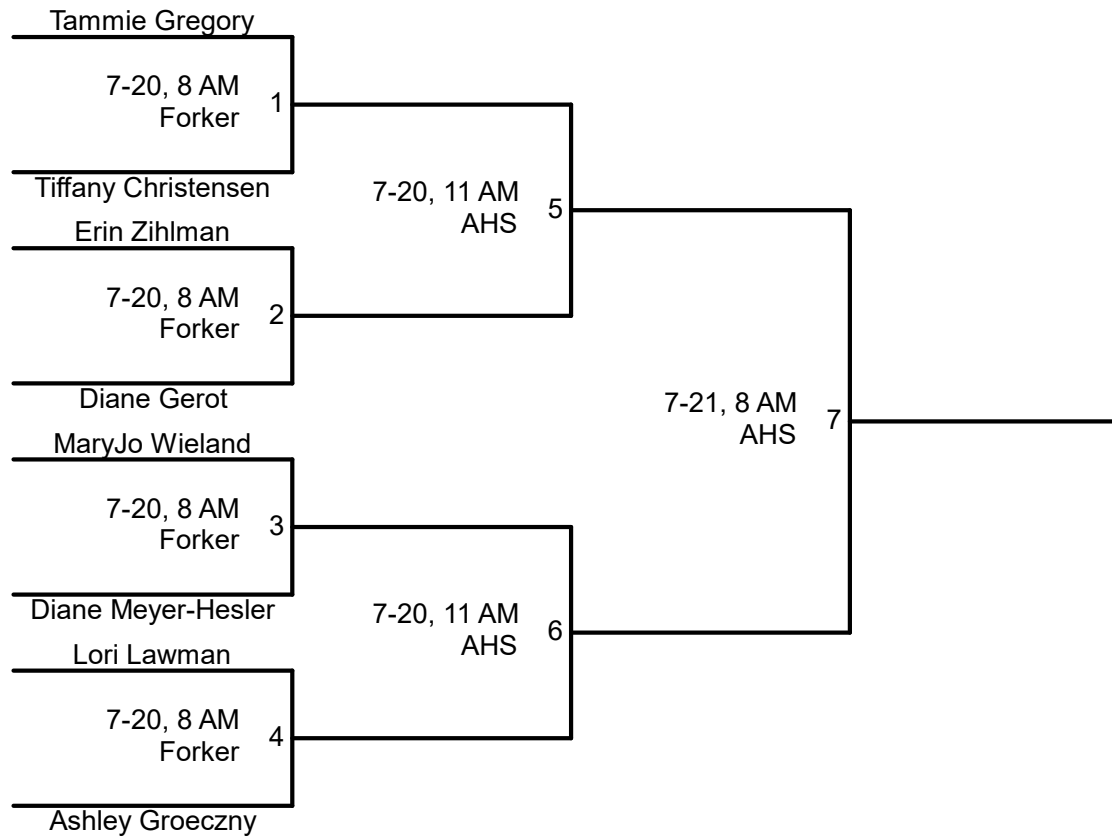 Tammie Gregory
7-20, 8 AM
Forker
1
Tiffany Christensen
7-20, 11 AM
AHS
5
Erin Zihlman
7-20, 8 AM
Forker
2
Diane Gerot
7-21, 8 AM
AHS
7
MaryJo Wieland
7-20, 8 AM
Forker
3
Diane Meyer-Hesler
7-20, 11 AM
AHS
6
Lori Lawman
7-20, 8 AM
Forker
4
Ashley Groeczny